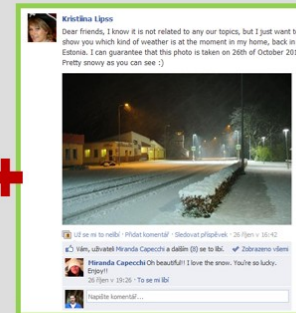 Kristiina Lipss
Dear friends, I know it is not related to any our topics, but I just want to
show you which kind of weather is at the moment in my home, back in
Estonia. I can guarantee that this photo is taken on 26th of October 201
Pretty snowy as you can see :)
Už se mi to nelíbí · Přidat komentář · Sledovat příspěvek · 26 říjen v 16:42
Vám, uživateli Miranda Capecchi a dalším (8) se to líbí. ✔ Zobrazeno všemi
Miranda Capecchi Oh beautiful!! I love the snow. You're so lucky.
Enjoy!!
26 říjen v 19:26 · To se mi líbí
Napište komentář...